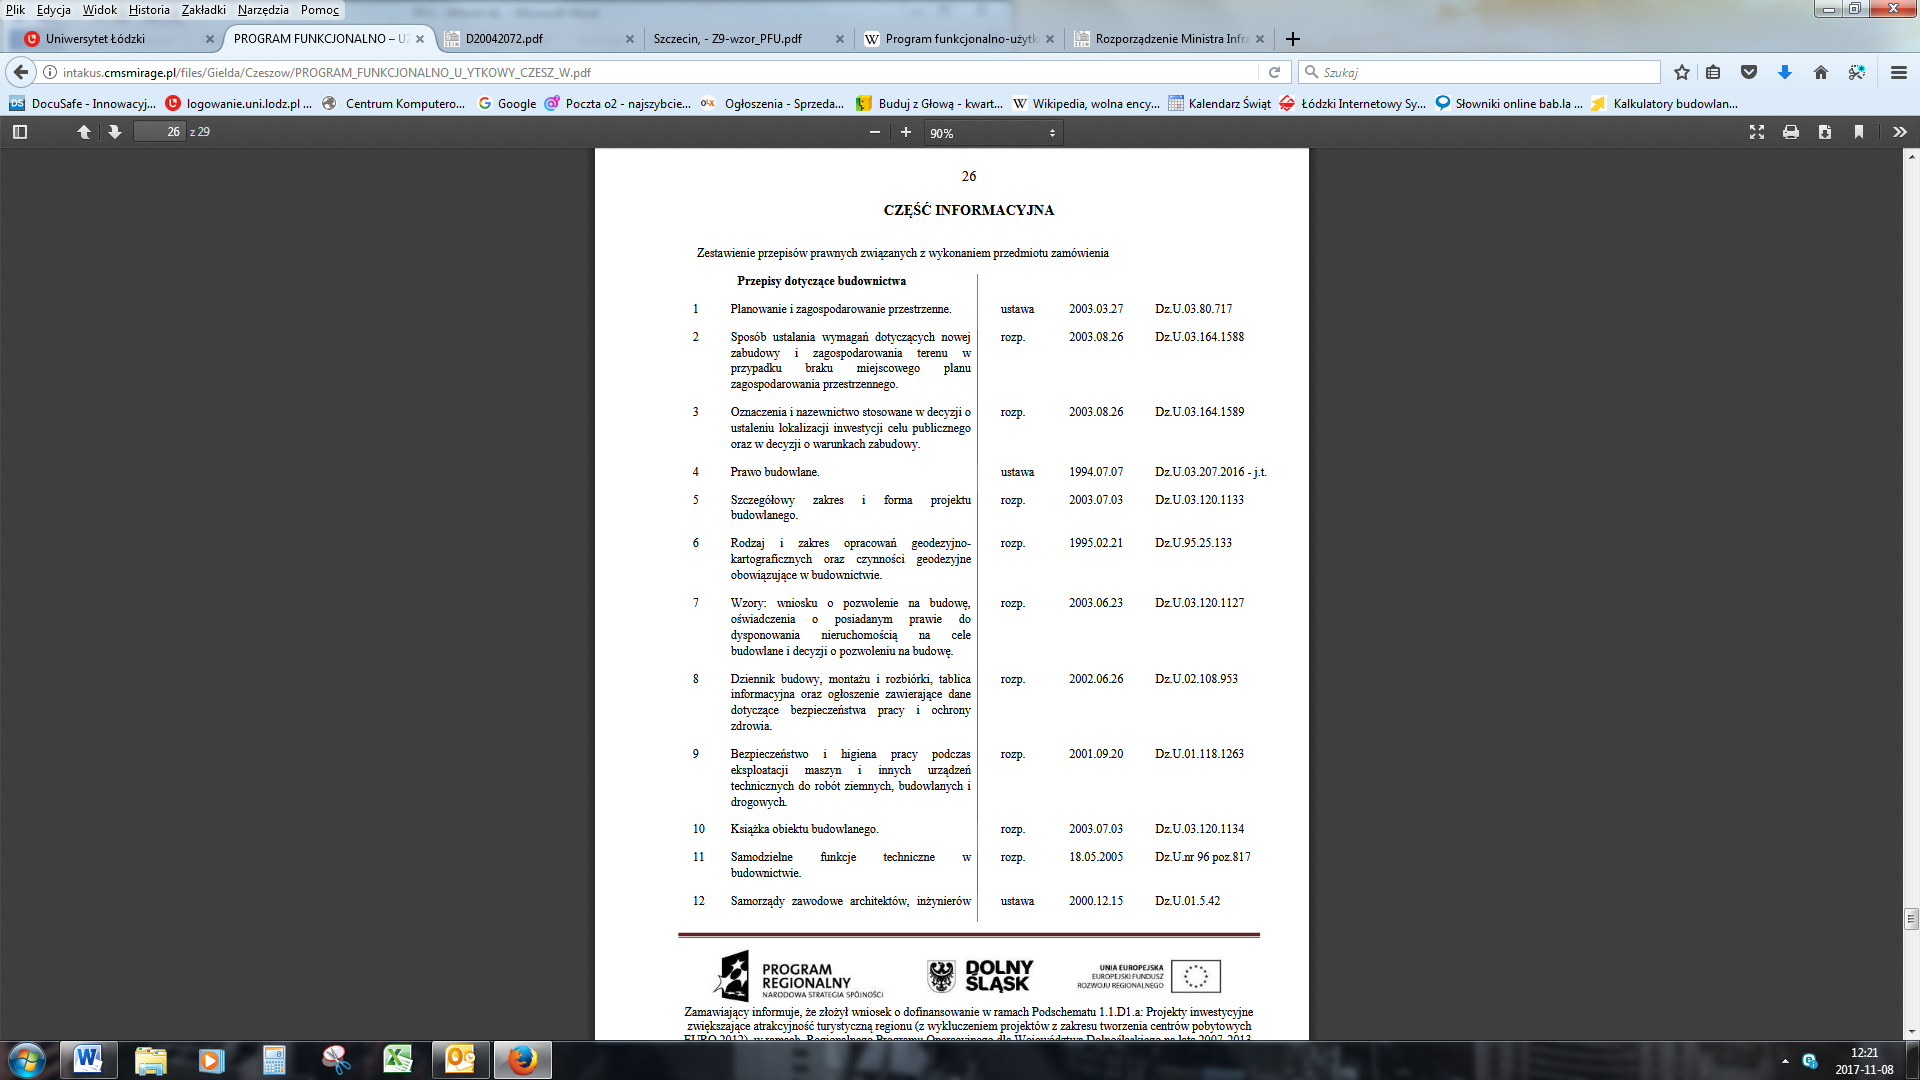 Plik Edycja Widok Historia Zakładki Narzędzia Pomoc
Uniwersytet Łódzki
PROGRAM FUNKCJONALNO – UŻ
D20042072.pdf
Szczecin, - Z9-wzor_PFU.pdf
Program funkcjonalno-użytk
Rozporządzenie Ministra Infra
intakus.cmsmirage.pl/files/Gielda/Czeszow/PROGRAM_FUNKCJONALNO_U_YTKOWY_CZESZ_W.pdf
Szukaj
DocuSafe - Innowacyj...
logowanie.uni.lodz.pl ...
Centrum Komputero...
Google
Poczta o2 - najszybcie...
Ogłoszenia - Sprzeda...
Buduj z Głową - kwart...
Wikipedia, wolna ency...
Kalendarz Świąt
Łódzki Internetowy Sy...
Słowniki online bab.la ...
Kalkulatory budowlan...
26 z 29
90%
26
CZĘŚĆ INFORMACYJNA
Zestawienie przepisów prawnych związanych z wykonaniem przedmiotu zamówienia
Przepisy dotyczące budownictwa
1 Planowanie i zagospodarowanie przestrzenne. ustawa 2003.03.27 Dz.U.03.80.717
2 Sposób ustalania wymagań dotyczących nowej rozp. 2003.08.26 Dz.U.03.164.1588
zabudowy i zagospodarowania terenu w
przypadku braku miejscowego planu
zagospodarowania przestrzennego.
3 Oznaczenia i nazewnictwo stosowane w decyzji o rozp. 2003.08.26 Dz.U.03.164.1589
ustaleniu lokalizacji inwestycji celu publicznego
oraz w decyzji o warunkach zabudowy.
4 Prawo budowlane. ustawa 1994.07.07 Dz.U.03.207.2016 - j.t.
5 Szczegółowy zakres i forma projektu rozp. 2003.07.03 Dz.U.03.120.1133
budowlanego.
6 Rodzaj i zakres opracowań geodezyjno- rozp. 1995.02.21 Dz.U.95.25.133
kartograficznych oraz czynności geodezyjne
obowiązujące w budownictwie.
7 Wzory: wniosku o pozwolenie na budowę, rozp. 2003.06.23 Dz.U.03.120.1127
oświadczenia o posiadanym prawie do
dysponowania nieruchomością na cele
budowlane i decyzji o pozwoleniu na budowę.
8 Dziennik budowy, montażu i rozbiórki, tablica rozp. 2002.06.26 Dz.U.02.108.953
informacyjna oraz ogłoszenie zawierające dane
dotyczące bezpieczeństwa pracy i ochrony
zdrowia.
9 Bezpieczeństwo i higiena pracy podczas rozp. 2001.09.20 Dz.U.01.118.1263
eksploatacji maszyn i innych urządzeń
technicznych do robót ziemnych, budowlanych i
drogowych.
10 Książka obiektu budowlanego. rozp. 2003.07.03 Dz.U.03.120.1134
11 Samodzielne funkcje techniczne w rozp. 18.05.2005 Dz.U.nr 96 poz.817
budownictwie.
12 Samorządy zawodowe architektów, inżynierów ustawa 2000.12.15 Dz.U.01.5.42
PROGRAM
REGIONALNY
NARODOWA STRATEGIA SPÓJNOŚCI
DOLNY
ŚLĄSK
UNIA EUROPEJSKA
EUROPEJSKI FUNDUSZ
ROZWOJU REGIONALNEGO
Zamawiający informuje, że złożył wniosek o dofinansowanie w ramach Podschematu 1.1.D1.a: Projekty inwestycyjne
zwiększające atrakcyjność turystyczną regionu (z wykluczeniem projektów z zakresu tworzenia centrów pobytowych
EURO 2012), w ramach Regionalnego Programu Operacyjnego dla Województwa Dolnośląskiego na lata 2007-2013
12:21
2017-11-08